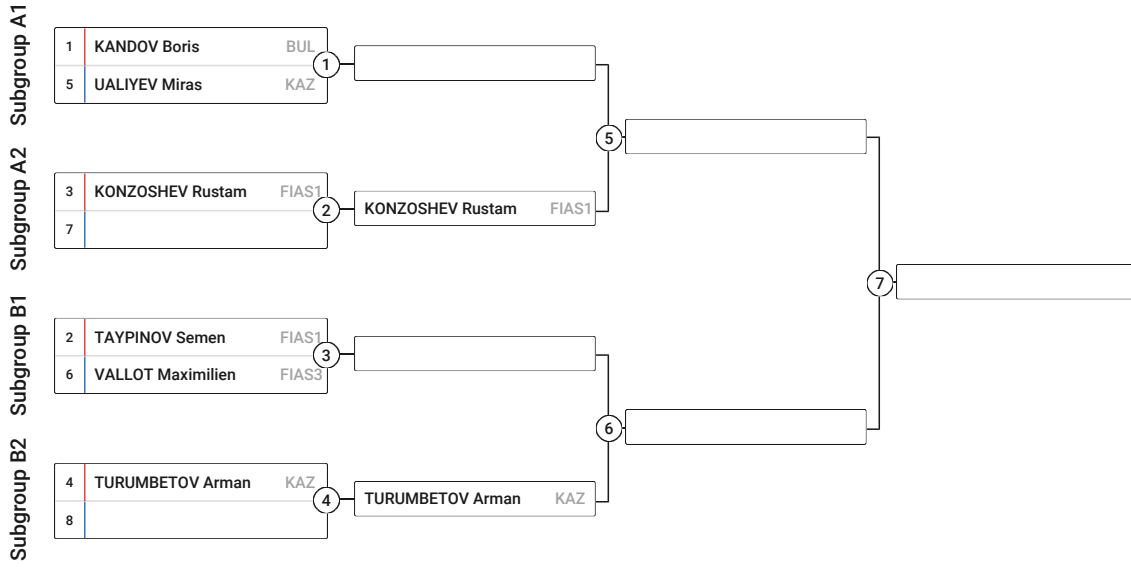 Subgroup A1
1 KANDOV Boris BUL
5 UALIYEV Miras KAZ
1
5
Subgroup A2
3 KONZOSHEV Rustam FIAS1
7
2
KONZOSHEV Rustam FIAS1
7
Subgroup B1
2 TAYPINOV Semen FIAS1
6 VALLOT Maximilien FIAS3
3
6
Subgroup B2
4 TURUMBETOV Arman KAZ
8
4
TURUMBETOV Arman KAZ